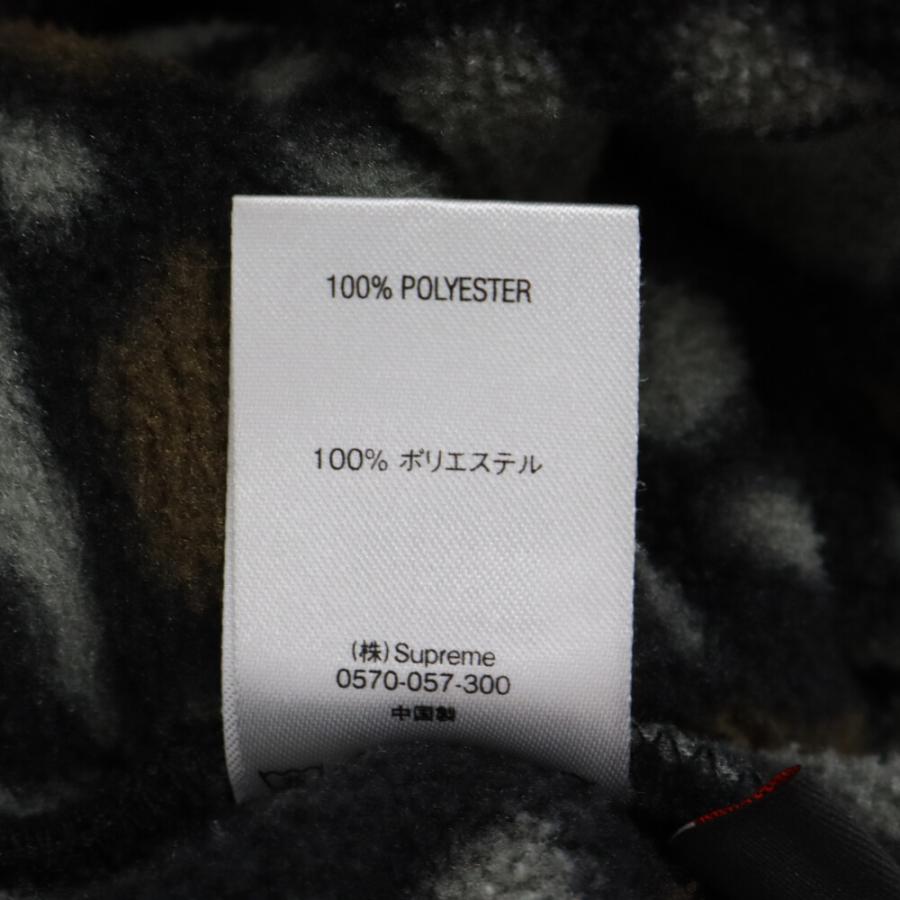 100% POLYESTER
100% ポリエステル
(株)Supreme
0570-057-300
中国製